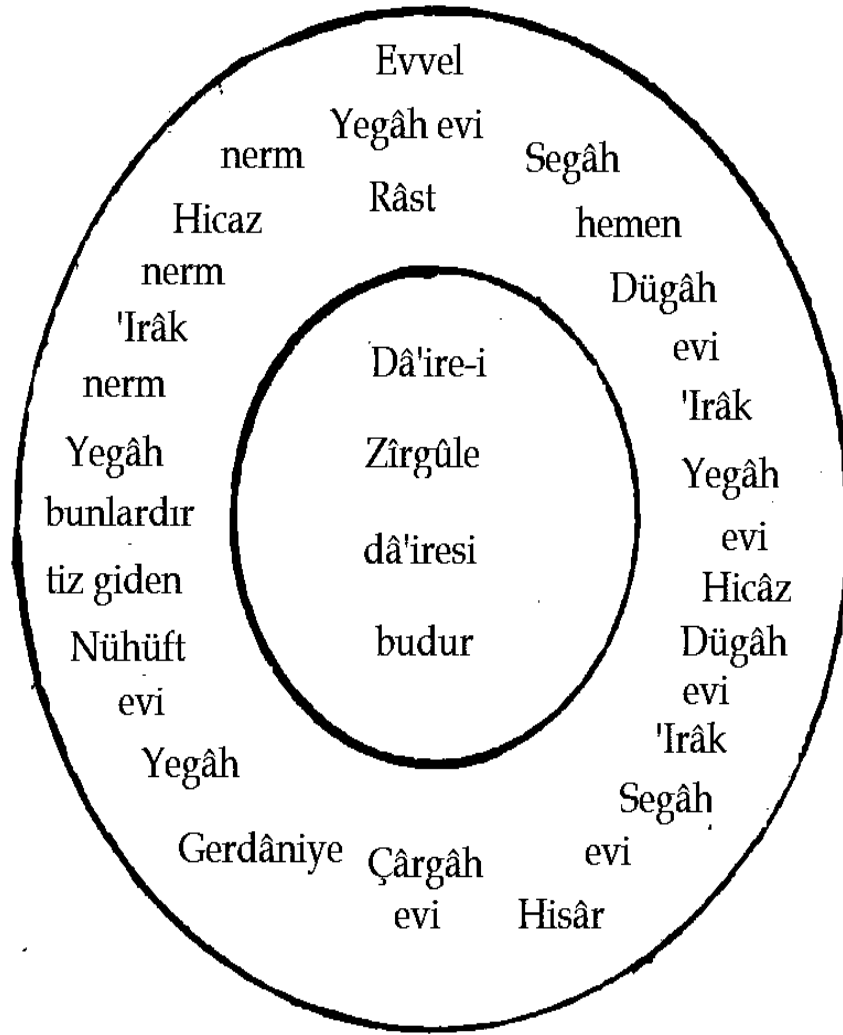 Evvel
Yegâh evi
Râst
Segâh
hemen
Dügâh
evi
'Irâk
Yegâh
evi
Hicâz
Dügâh
evi
'Irâk
Segâh
evi
Hisâr
Çârgâh
evi
Gerdâniye
Yegâh
Nühüft
evi
tiz giden
bunlardır
Yegâh
nerm
'Irâk
nerm
Hicaz
nerm
Dâ'ire-i
Zîrgûle
dâ'iresi
budur